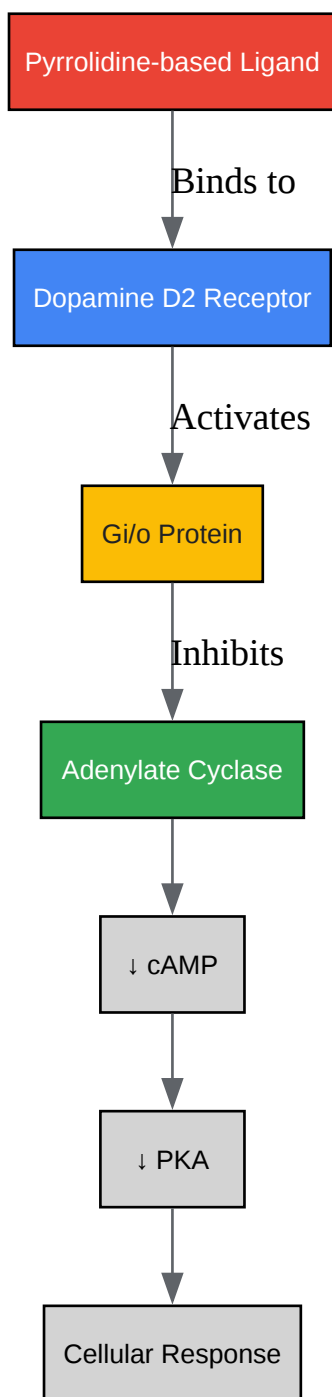 Pyrrolidine-based Ligand
Binds to
Dopamine D2 Receptor
Activates
Gi/o Protein
Inhibits
Adenylate Cyclase
↓ cAMP
↓ PKA
Cellular Response